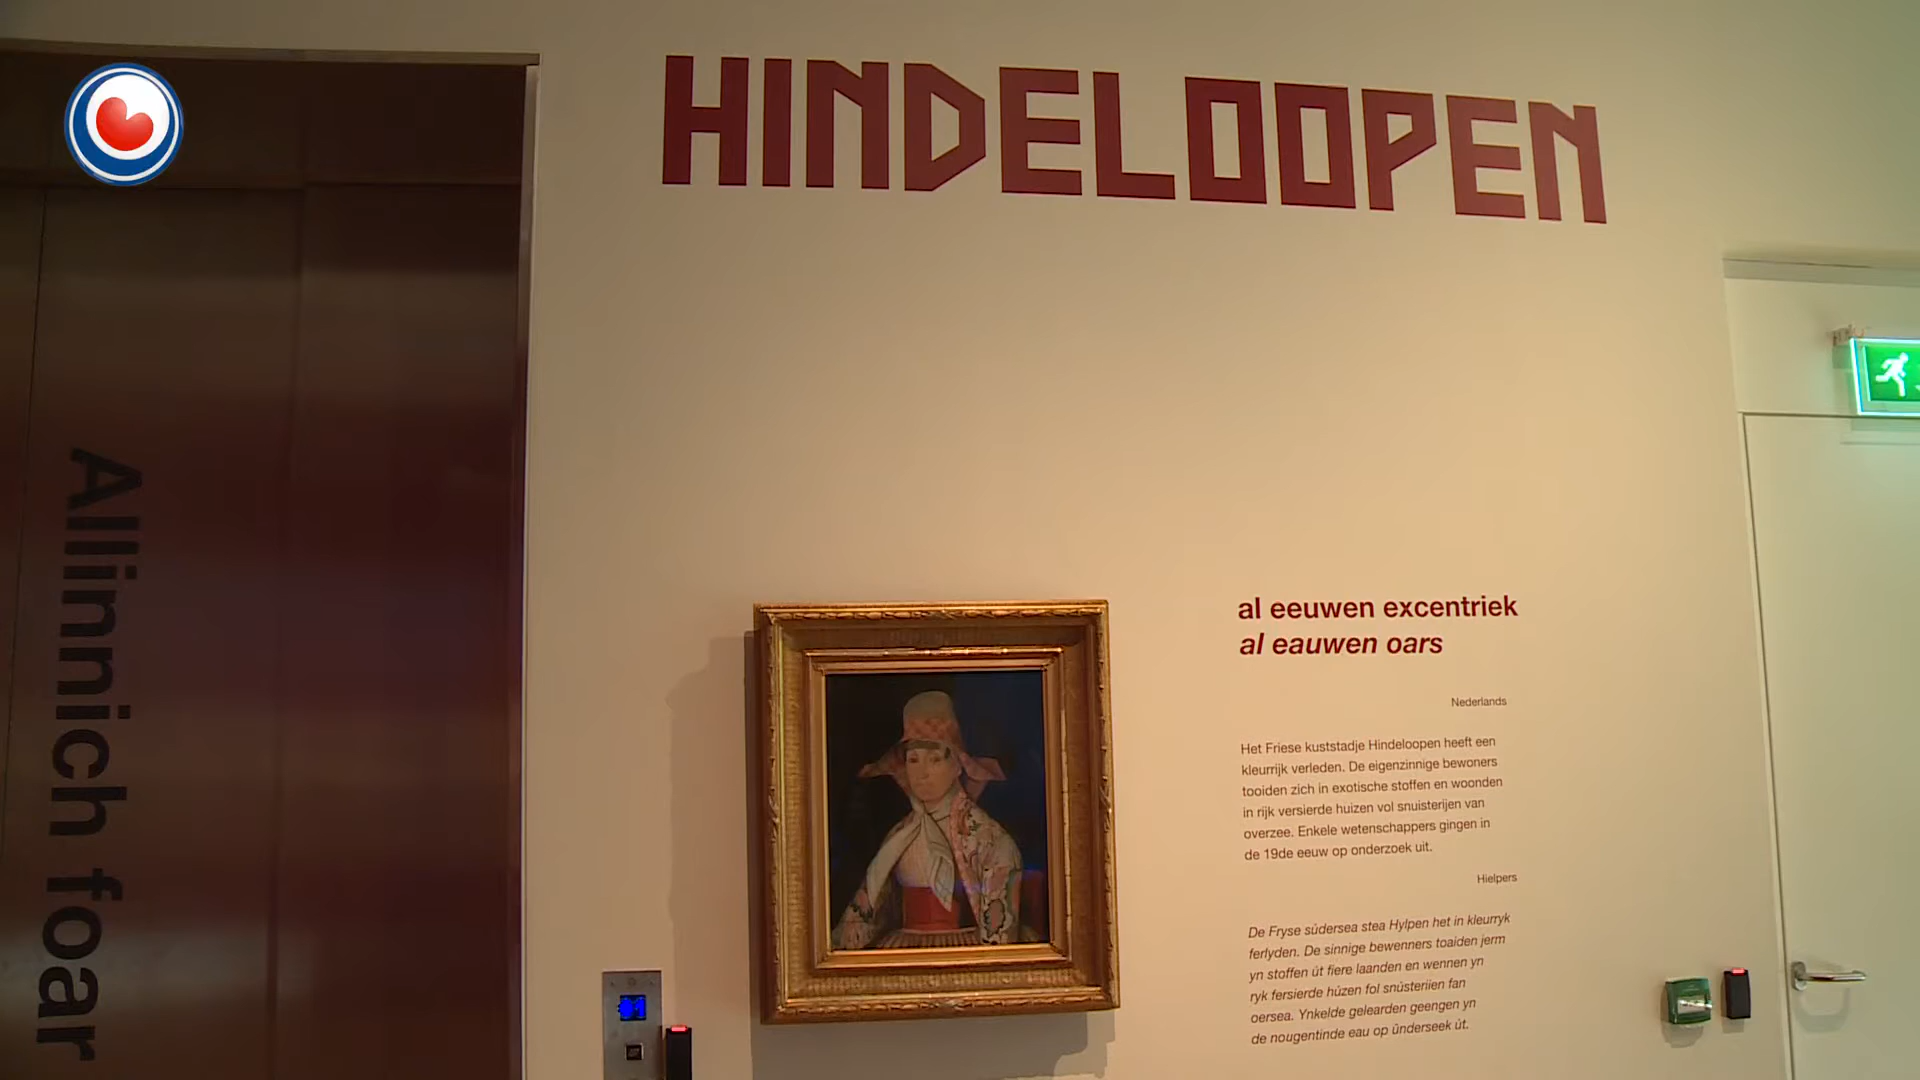 HINDELOOPEN
Allinnich foar
al eeuwen excentriek
al eauwen oars
Nederlands
Het Friese kuststadje Hindeloopen heeft een
kleurrijk verleden. De eigenzinnige bewoners
tooiden zich in exotische stoffen en woonden
in rijk versierde huizen vol snuisterijen van
overzee. Enkele wetenschappers gingen in
de 19de eeuw op onderzoek uit.
Hielpers
De Fryse súdersea stea Hylpen het in kleurryk
ferlyden. De sinnige bewenners toaiden jerm
yn stoffen út fiere laanden en wennen yn
ryk fersierde húzen fol snústeriien fan
oersea. Ynkelde gelearden geengen yn
de nougentinde eau op ûnderseek út.